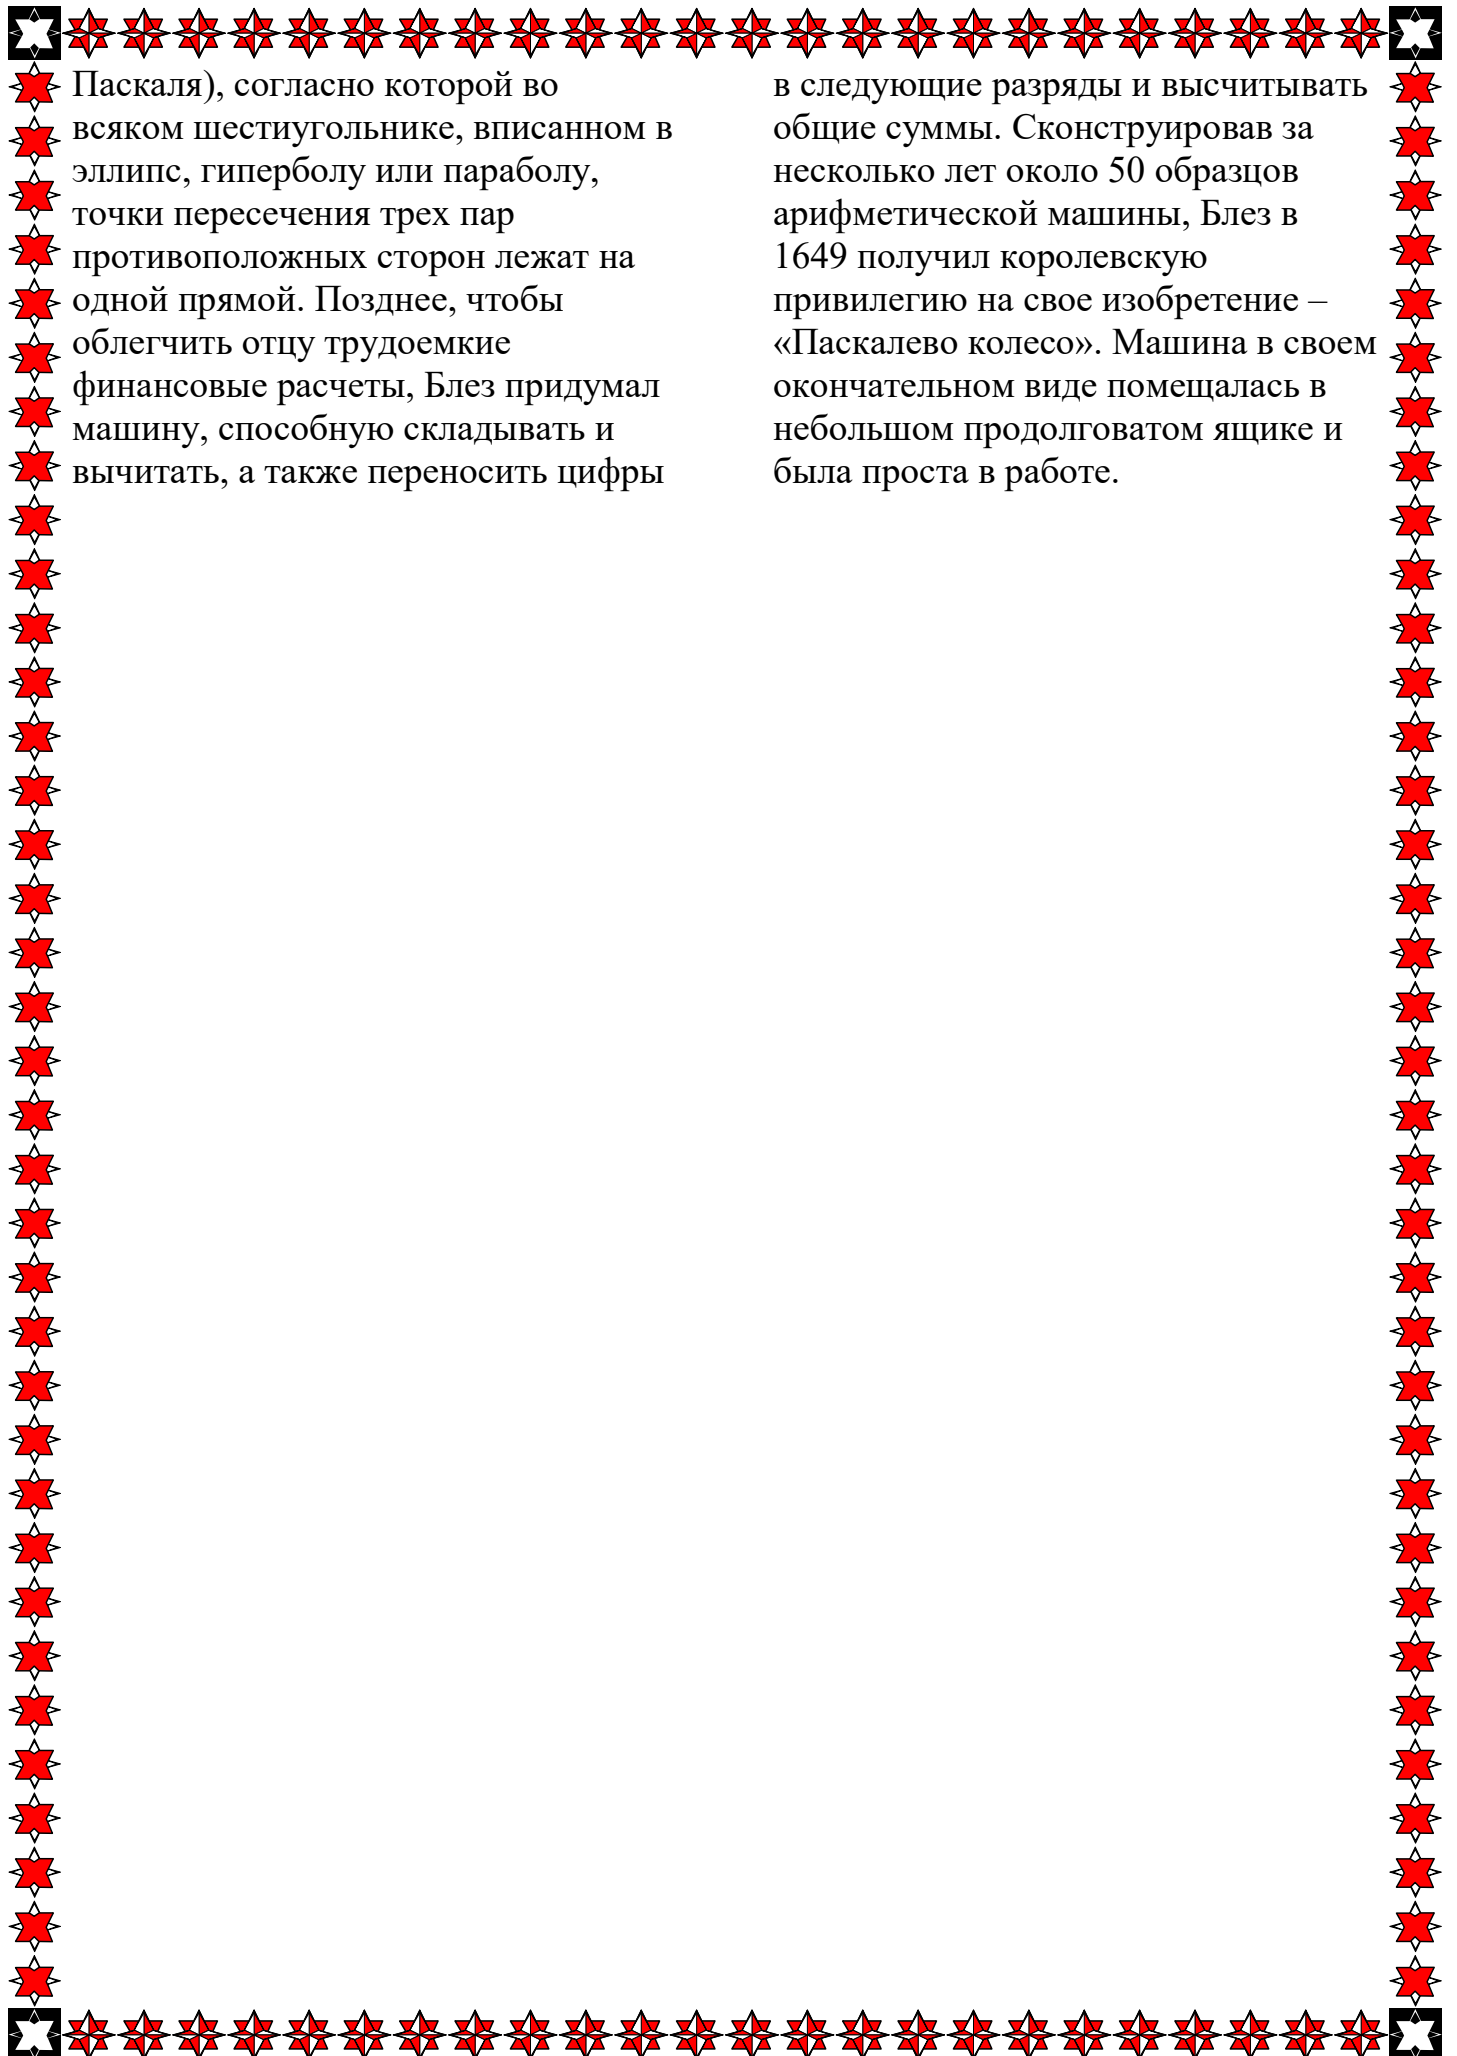 Паскаля), согласно которой во
всяком шестиугольнике, вписанном в
эллипс, гиперболу или параболу,
точки пересечения трех пар
противоположных сторон лежат на
одной прямой. Позднее, чтобы
облегчить отцу трудоемкие
финансовые расчеты, Блез придумал
машину, способную складывать и
вычитать, а также переносить цифры
в следующие разряды и высчитывать
общие суммы. Сконструировав за
несколько лет около 50 образцов
арифметической машины, Блез в
1649 получил королевскую
привилегию на свое изобретение –
«Паскалево колесо». Машина в своем
окончательном виде помещалась в
небольшом продолговатом ящике и
была проста в работе.